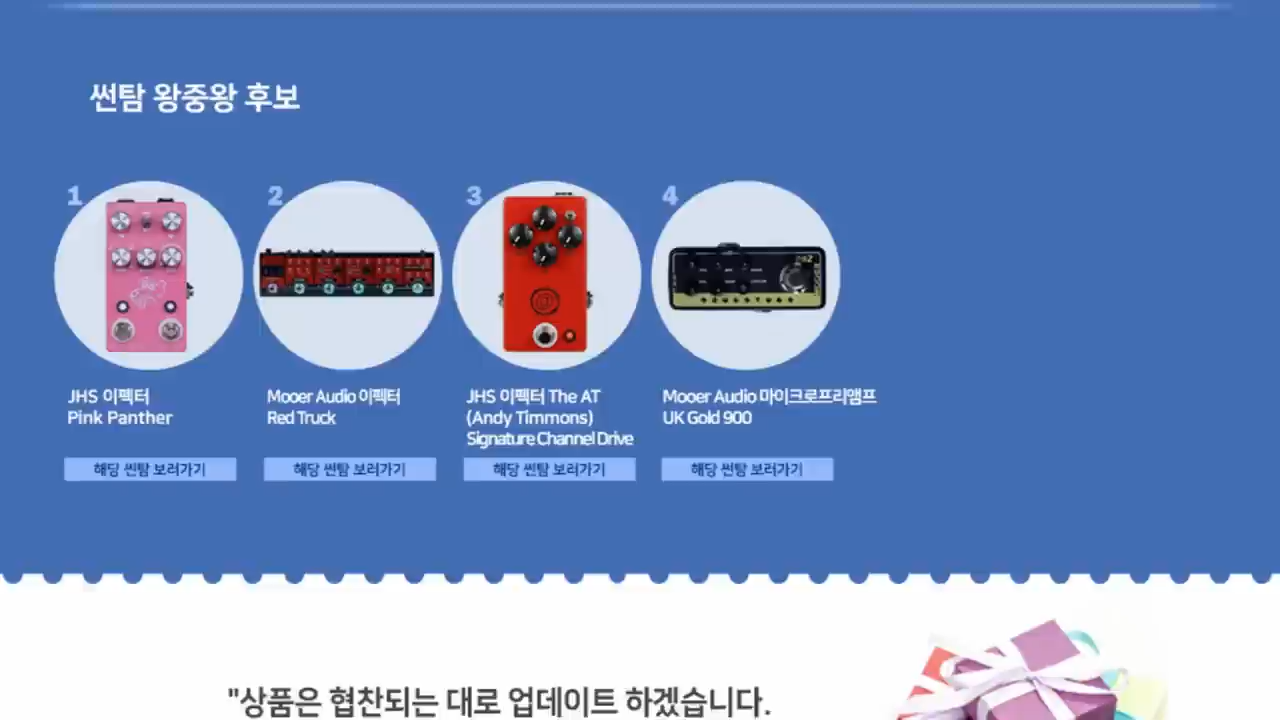 썬탐 왕중왕 후보
1
2
3
4
JHS 이펙터
Pink Panther
Mooer Audio 이펙터
Red Truck
JHS 이펙터 The AT
(Andy Timmons)
Signature Channel Drive
Mooer Audio 마이크로프리앰프
UK Gold 900
해당 썬탐 보러가기
해당 썬탐 보러가기
해당 썬탐 보러가기
해당 썬탐 보러가기
"상품은 협찬되는 대로 업데이트 하겠습니다.